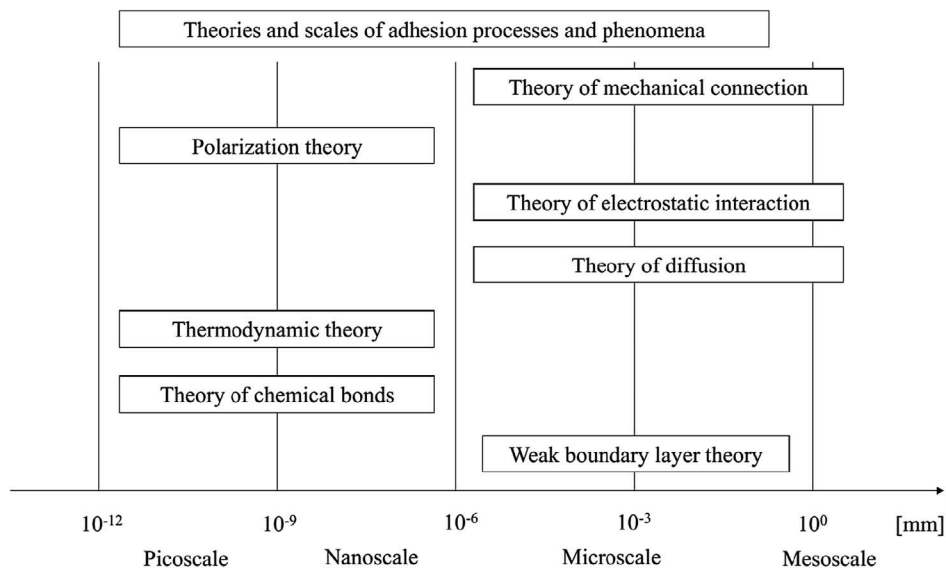 Theories and scales of adhesion processes and phenomena
Theory of mechanical connection
Polarization theory
Theory of electrostatic interaction
Theory of diffusion
Thermodynamic theory
Theory of chemical bonds
Weak boundary layer theory
10⁻¹² 10⁻⁹ 10⁻⁶ 10⁻³ 10⁰ [mm]
Picoscale Nanoscale Microscale Mesoscale